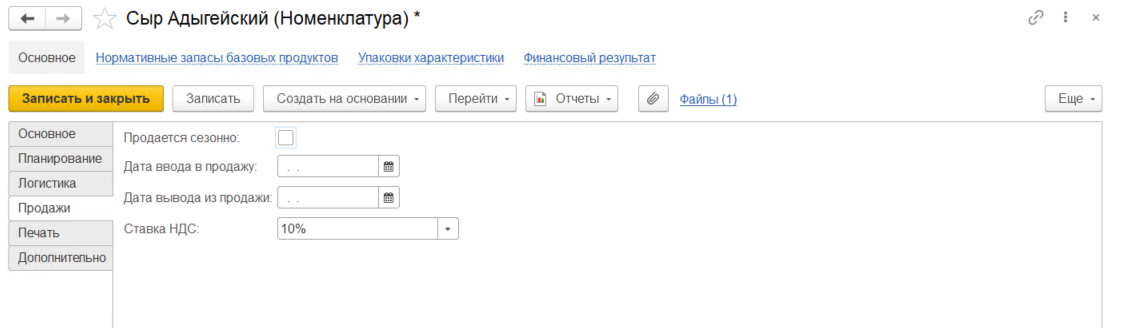 Сыр Адыгейский (Номенклатура) *
Основное Нормативные запасы базовых продуктов Упаковки характеристики Финансовый результат
Записать и закрыть Записать Создать на основании Перейти Отчеты Файлы (1) Еще
Основное
Планирование
Логистика
Продажи
Печать
Дополнительно
Продается сезонно:
Дата ввода в продажу: . .
Дата вывода из продажи: . .
Ставка НДС: 10%